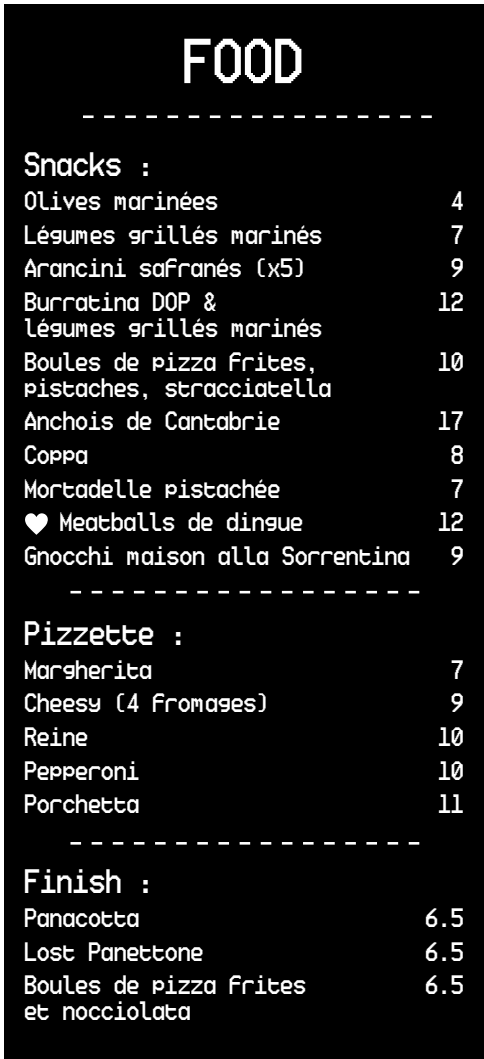 FOOD
Snacks :
Olives marinées 4
Légumes grillés marinés 7
Arancini safranés (x5) 9
Burratina DOP & 12
légumes grillés marinés
Boules de pizza frites, 10
pistaches, stracciatella
Anchois de Cantabrie 17
Coppa 8
Mortadelle pistachée 7
♥ Meatballs de dingue 12
Gnocchi maison alla Sorrentina 9
Pizzette :
Margherita 7
Cheesy (4 fromages) 9
Reine 10
Pepperoni 10
Porchetta 11
Finish :
Panacotta 6.5
Lost Panettone 6.5
Boules de pizza frites 6.5
et nocciolata